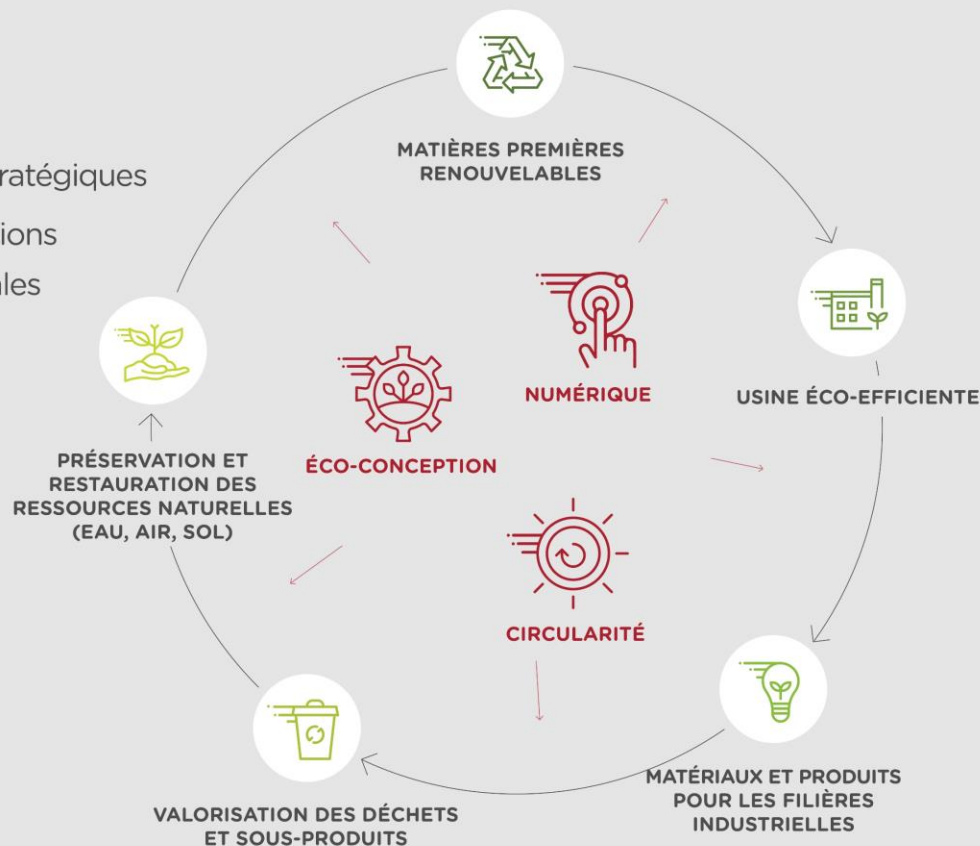 MATIÈRES PREMIÈRES
RENOUVELABLES
ratégiques
ions
ales
NUMÉRIQUE
USINE ÉCO-EFFICIENTE
ÉCO-CONCEPTION
PRÉSERVATION ET
RESTAURATION DES
RESSOURCES NATURELLES
(EAU, AIR, SOL)
CIRCULARITÉ
MATÉRIAUX ET PRODUITS
POUR LES FILIÈRES
INDUSTRIELLES
VALORISATION DES DÉCHETS
ET SOUS-PRODUITS